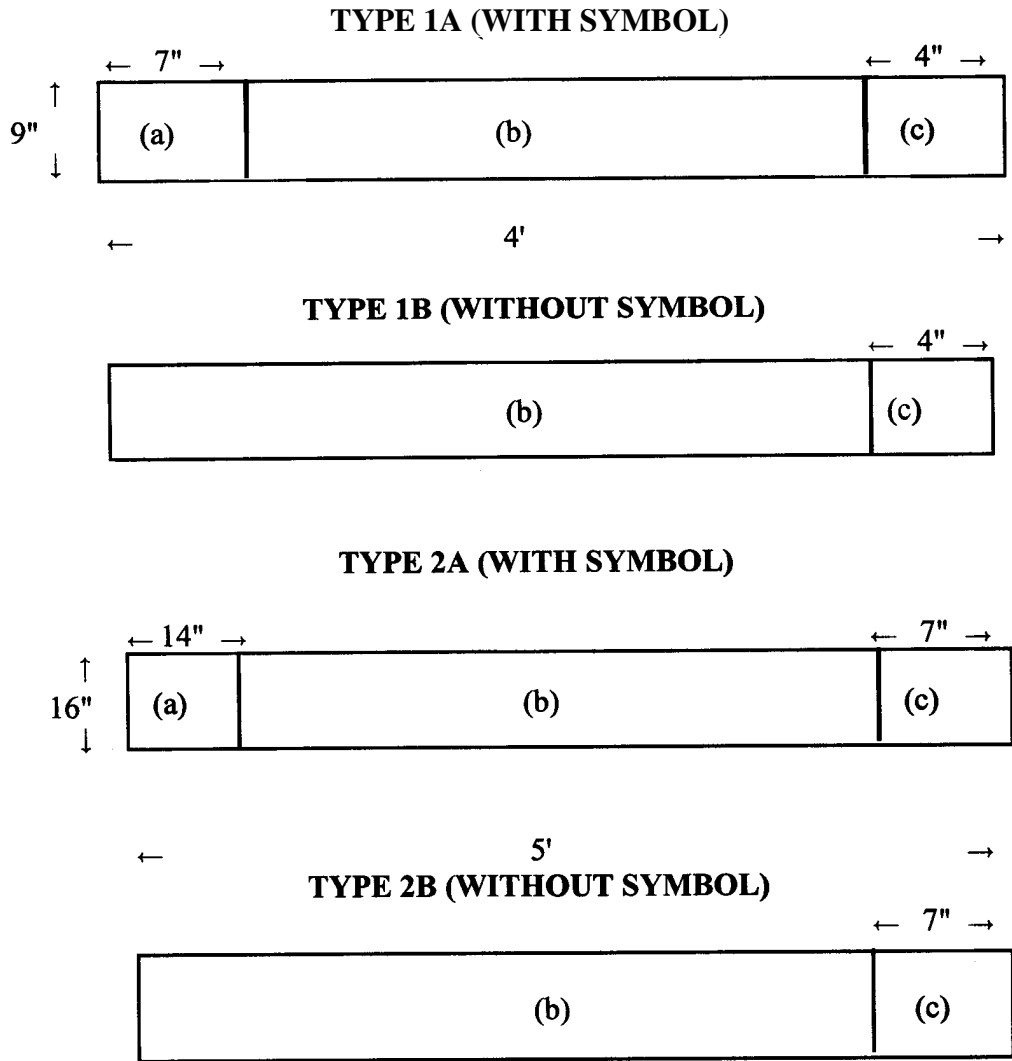 TYPE 1A (WITH SYMBOL)
← 7" → ← 4" →
↑
9" (a) (b) (c)
↓
← 4' →
TYPE 1B (WITHOUT SYMBOL)
← 4" →
(b) (c)
TYPE 2A (WITH SYMBOL)
← 14" → ← 7" →
↑
16" (a) (b) (c)
↓
← 5' →
TYPE 2B (WITHOUT SYMBOL)
← 7" →
(b) (c)